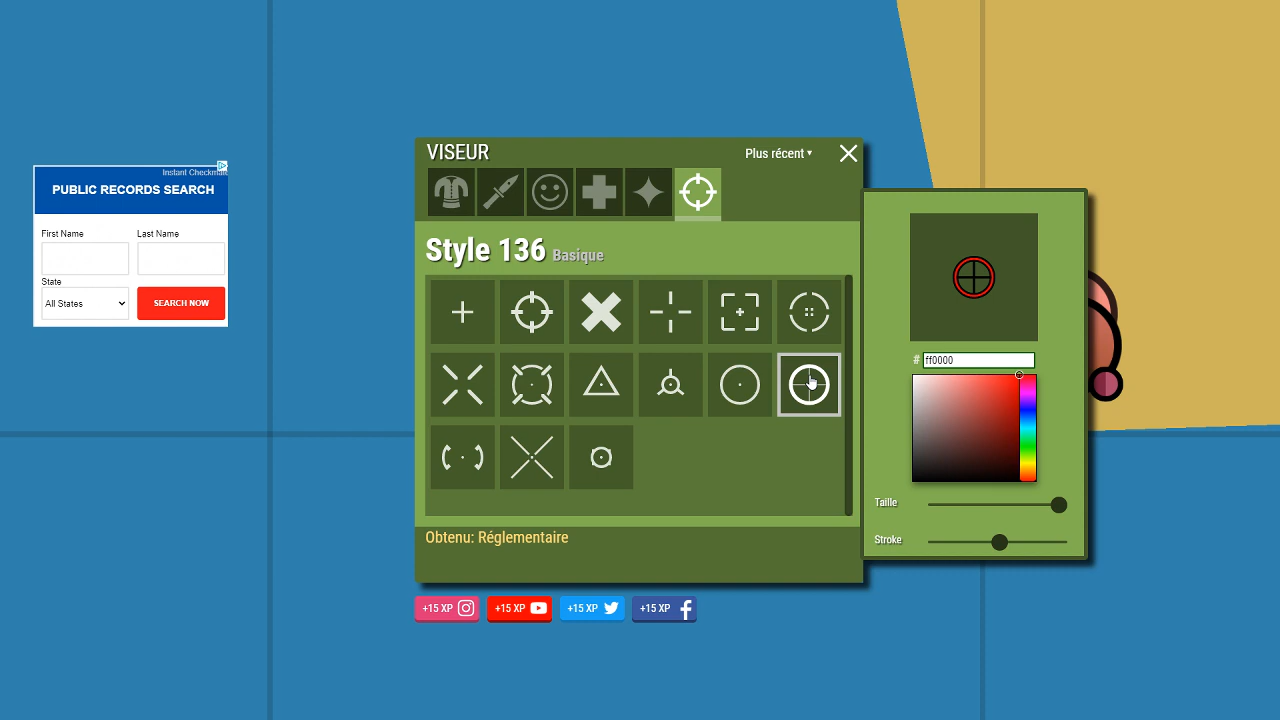 Instant Checkmate
PUBLIC RECORDS SEARCH
First Name
Last Name
State
All States
SEARCH NOW
VISEUR
Plus récent
Style 136 Basique
Obtenu: Réglementaire
# ff0000
Taille
Stroke
+15 XP
+15 XP
+15 XP
+15 XP